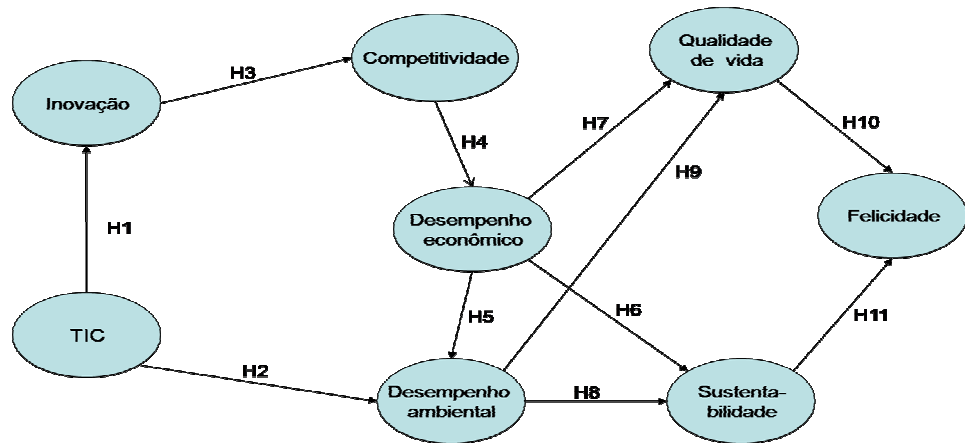 Competitividade
Qualidade
de vida
H3
Inovação
H4
H7
H10
H9
H1
Desempenho
econômico
Felicidade
H5
H6
H11
TIC
H2
Desempenho
ambiental
H8
Sustenta-
bilidade